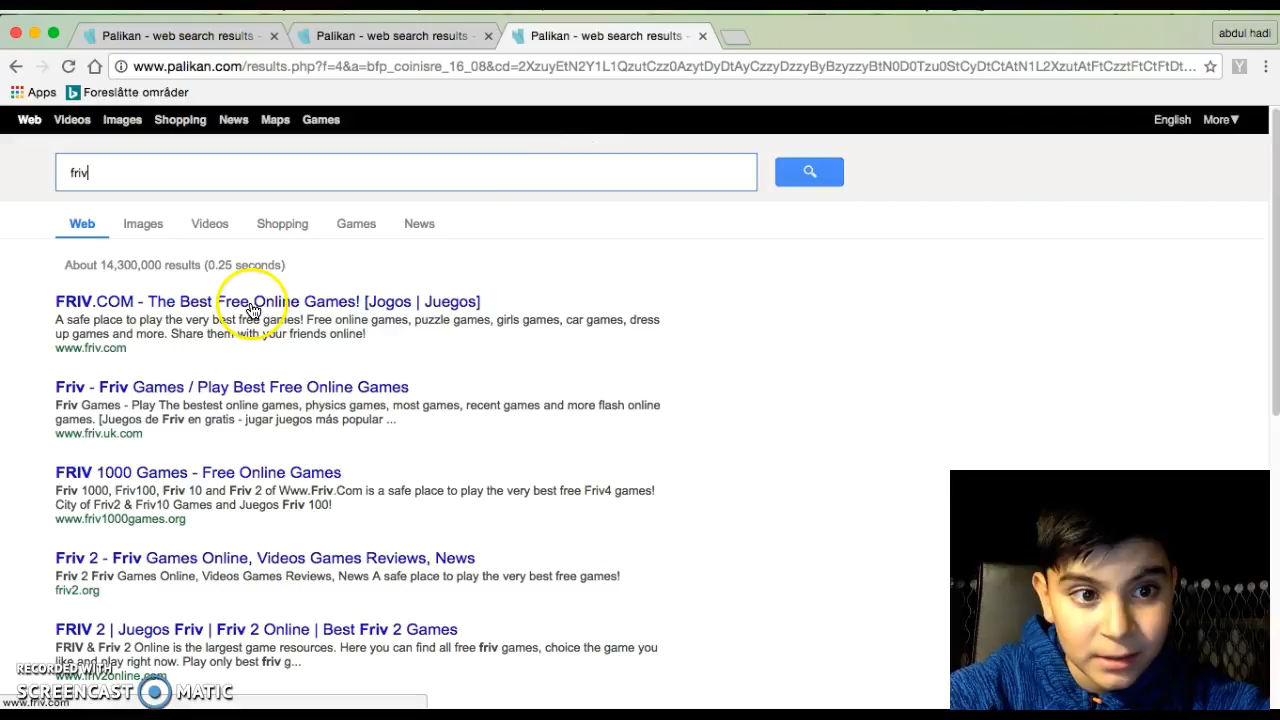 Palikan - web search results -
Palikan - web search results -
Palikan - web search results -
abdul hadi
www.palikan.com/results.php?f=4&a=bfp_coinisre_16_08&cd=2XzuyEtN2Y1L1QzutCzz0AzytDyDtAyCzzyDzzyByBzyzzyBtN0D0Tzu0StCyDtCtAtN1L2XzutAtFtCzztFtCtFtDt...
Apps
Foreslåtte områder
Web Videos Images Shopping News Maps Games
English More▼
friv
Web Images Videos Shopping Games News
About 14,300,000 results (0.25 seconds)
FRIV.COM - The Best Free Online Games! [Jogos | Juegos]
A safe place to play the very best free games! Free online games, puzzle games, girls games, car games, dress
up games and more. Share them with your friends online!
www.friv.com
Friv - Friv Games / Play Best Free Online Games
Friv Games - Play The bestest online games, physics games, most games, recent games and more flash online
games. [Juegos de Friv en gratis - jugar juegos más popular ...
www.friv.uk.com
FRIV 1000 Games - Free Online Games
Friv 1000, Friv100, Friv 10 and Friv 2 of Www.Friv.Com is a safe place to play the very best free Friv4 games!
City of Friv2 & Friv10 Games and Juegos Friv 100!
www.friv1000games.org
Friv 2 - Friv Games Online, Videos Games Reviews, News
Friv 2 Friv Games Online, Videos Games Reviews, News A safe place to play the very best free games!
friv2.org
FRIV 2 | Juegos Friv | Friv 2 Online | Best Friv 2 Games
FRIV & Friv 2 Online is the largest game resources. Here you can find all free friv games, choice the game you
like and play right now. Play only best friv g...
www.friv2online.com
RECORDED WITH
SCREENCAST MATIC
www.friv.com